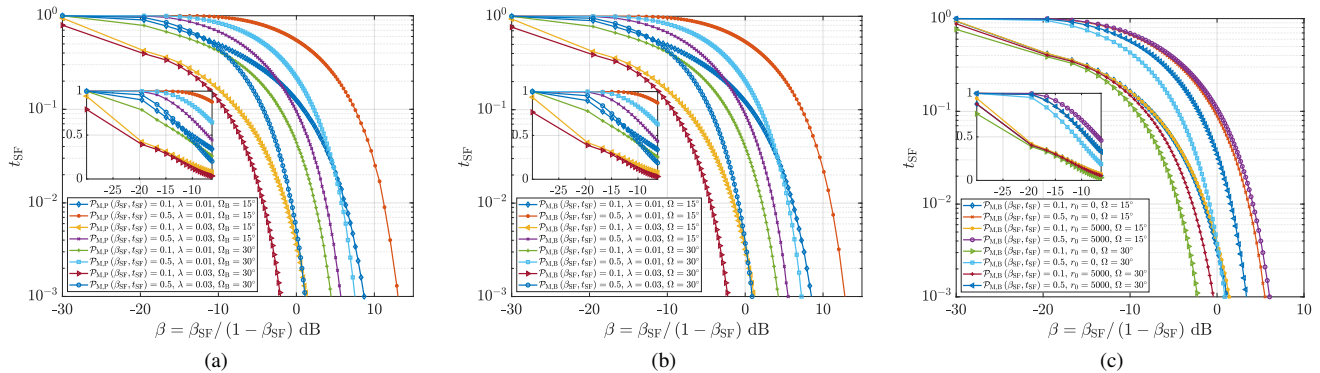 10^0
10^-1
10^-2
10^-3
t_SF
1
0.5
0
-25 -20 -15 -10
P_M,P (β_SF, t_SF) = 0.1, λ = 0.01, Ω_B = 15°
P_M,P (β_SF, t_SF) = 0.5, λ = 0.01, Ω_B = 15°
P_M,P (β_SF, t_SF) = 0.1, λ = 0.03, Ω_B = 15°
P_M,P (β_SF, t_SF) = 0.5, λ = 0.03, Ω_B = 15°
P_M,P (β_SF, t_SF) = 0.1, λ = 0.01, Ω_B = 30°
P_M,P (β_SF, t_SF) = 0.5, λ = 0.01, Ω_B = 30°
P_M,P (β_SF, t_SF) = 0.1, λ = 0.03, Ω_B = 30°
P_M,P (β_SF, t_SF) = 0.5, λ = 0.03, Ω_B = 30°
-30 -20 -10 0 10
β = β_SF/ (1 − β_SF) dB
(a)
10^0
10^-1
10^-2
10^-3
t_SF
1
0.5
0
-25 -20 -15 -10
P_M,B (β_SF, t_SF) = 0.1, λ = 0.01, Ω = 15°
P_M,B (β_SF, t_SF) = 0.5, λ = 0.01, Ω = 15°
P_M,B (β_SF, t_SF) = 0.1, λ = 0.03, Ω = 15°
P_M,B (β_SF, t_SF) = 0.5, λ = 0.03, Ω = 15°
P_M,B (β_SF, t_SF) = 0.1, λ = 0.01, Ω = 30°
P_M,B (β_SF, t_SF) = 0.5, λ = 0.01, Ω = 30°
P_M,B (β_SF, t_SF) = 0.1, λ = 0.03, Ω = 30°
P_M,B (β_SF, t_SF) = 0.5, λ = 0.03, Ω = 30°
-30 -20 -10 0 10
β = β_SF/ (1 − β_SF) dB
(b)
10^0
10^-1
10^-2
10^-3
t_SF
1
0.5
0
-25 -20 -15 -10
P_M,B (β_SF, t_SF) = 0.1, r_0 = 0, Ω = 15°
P_M,B (β_SF, t_SF) = 0.5, r_0 = 0, Ω = 15°
P_M,B (β_SF, t_SF) = 0.1, r_0 = 5000, Ω = 15°
P_M,B (β_SF, t_SF) = 0.5, r_0 = 5000, Ω = 15°
P_M,B (β_SF, t_SF) = 0.1, r_0 = 0, Ω = 30°
P_M,B (β_SF, t_SF) = 0.5, r_0 = 0, Ω = 30°
P_M,B (β_SF, t_SF) = 0.1, r_0 = 5000, Ω = 30°
P_M,B (β_SF, t_SF) = 0.5, r_0 = 5000, Ω = 30°
-30 -20 -10 0 10
β = β_SF/ (1 − β_SF) dB
(c)